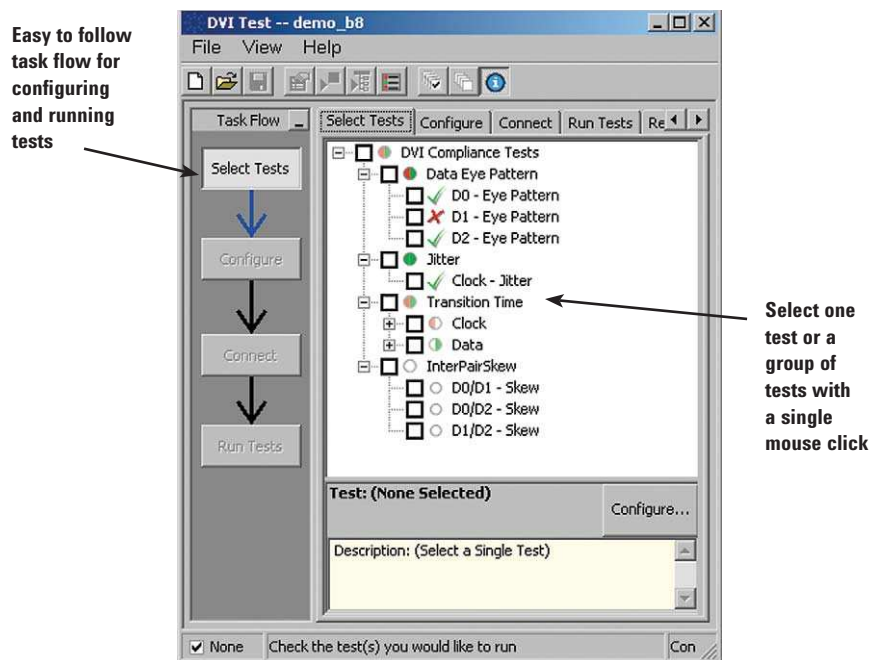 Easy to follow
task flow for
configuring
and running
tests
DVI Test -- demo_b8
File View Help
Task Flow
Select Tests
Configure
Connect
Run Tests
Select Tests Configure Connect Run Tests Re
DVI Compliance Tests
Data Eye Pattern
D0 - Eye Pattern
D1 - Eye Pattern
D2 - Eye Pattern
Jitter
Clock - Jitter
Transition Time
Clock
Data
InterPairSkew
D0/D1 - Skew
D0/D2 - Skew
D1/D2 - Skew
Test: (None Selected)
Configure...
Description: (Select a Single Test)
None Check the test(s) you would like to run Con
Select one
test or a
group of
tests with
a single
mouse click